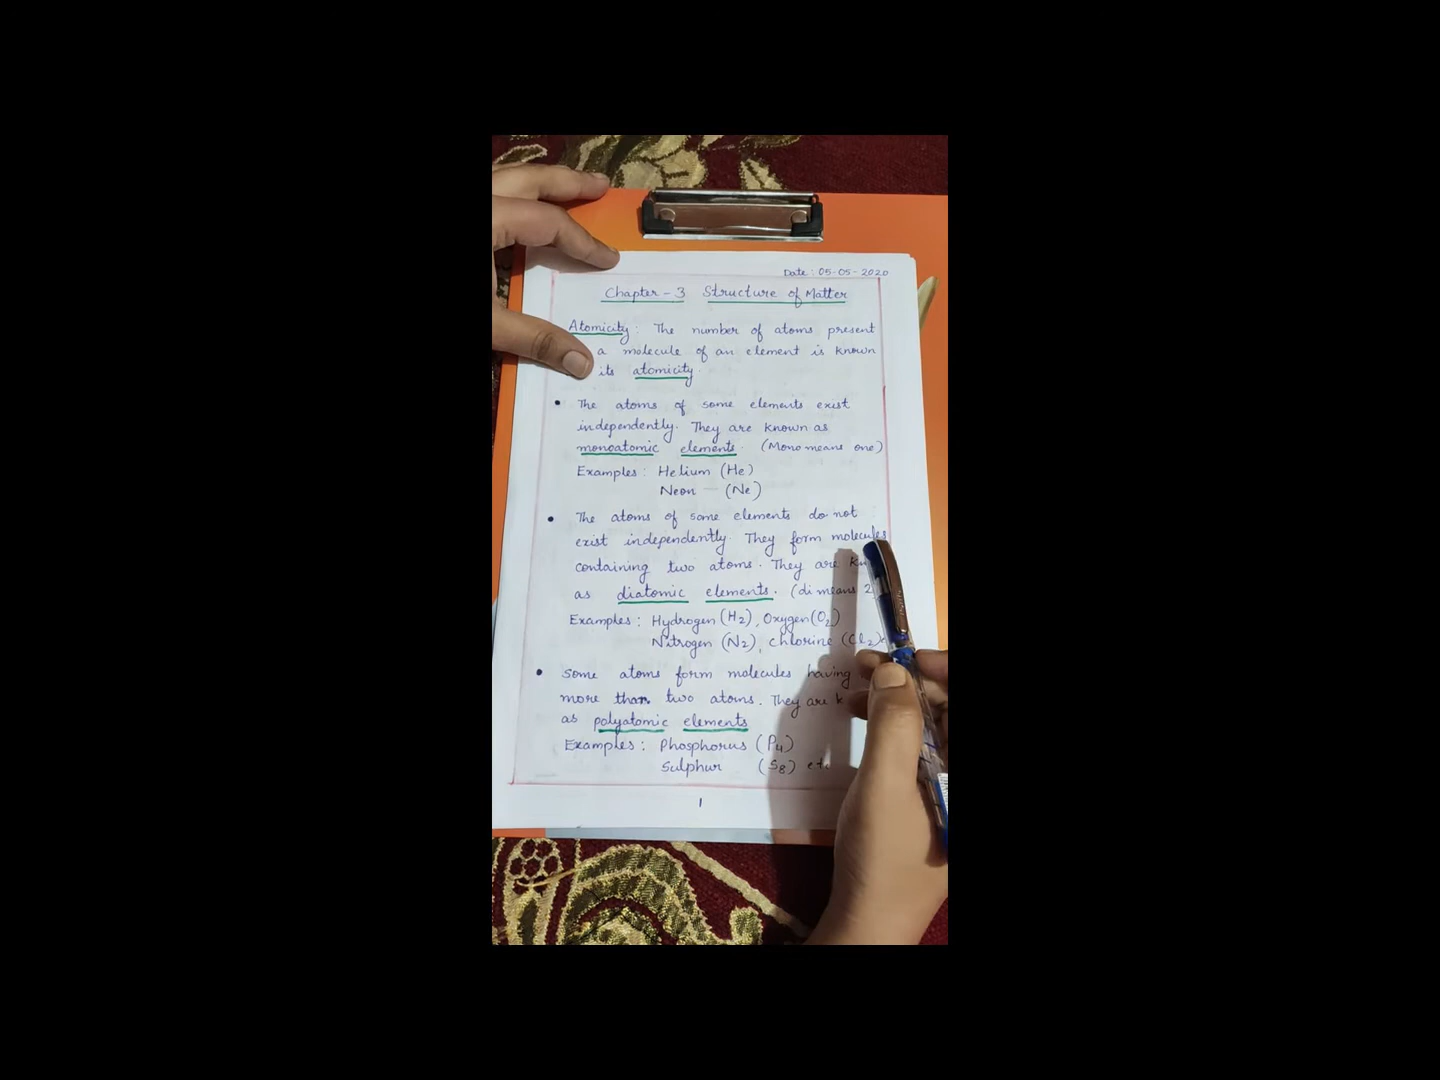 Date: 05-05-2020
Chapter-3 Structure of Matter
Atomicity: The number of atoms present
a molecule of an element is known
its atomicity.
• The atoms of some elements exist
independently. They are known as
monoatomic elements. (Mono means one)
Examples: Helium (He)
Neon — (Ne)
• The atoms of some elements do not
exist independently. They form molecules
containing two atoms. They are
as diatomic elements. (di means 2
Examples: Hydrogen (H2), Oxygen (O2)
Nitrogen (N2), Chlorine (Cl2)
• Some atoms form molecules having
more than two atoms. They are k
as polyatomic elements
Examples: Phosphorus (P4)
Sulphur (S8) etc
1